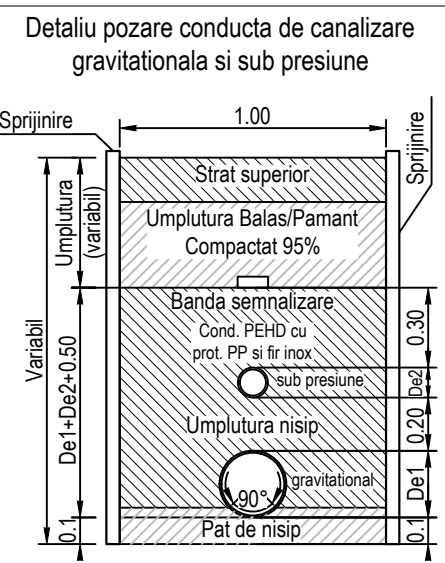 Detaliu pozare conducta de canalizare
gravitationala si sub presiune
Sprijinire
1.00
Sprijinire
Strat superior
Umplutura
(variabil)
Umplutura Balas/Pamant
Compactat 95%
Banda semnalizare
Cond. PEHD cu
prot. PP si fir inox
0.30
sub presiune
De2
Variabil
De1+De2+0.50
Umplutura nisip
0.20
gravitational
De1
90°
Pat de nisip
0.1
0.1